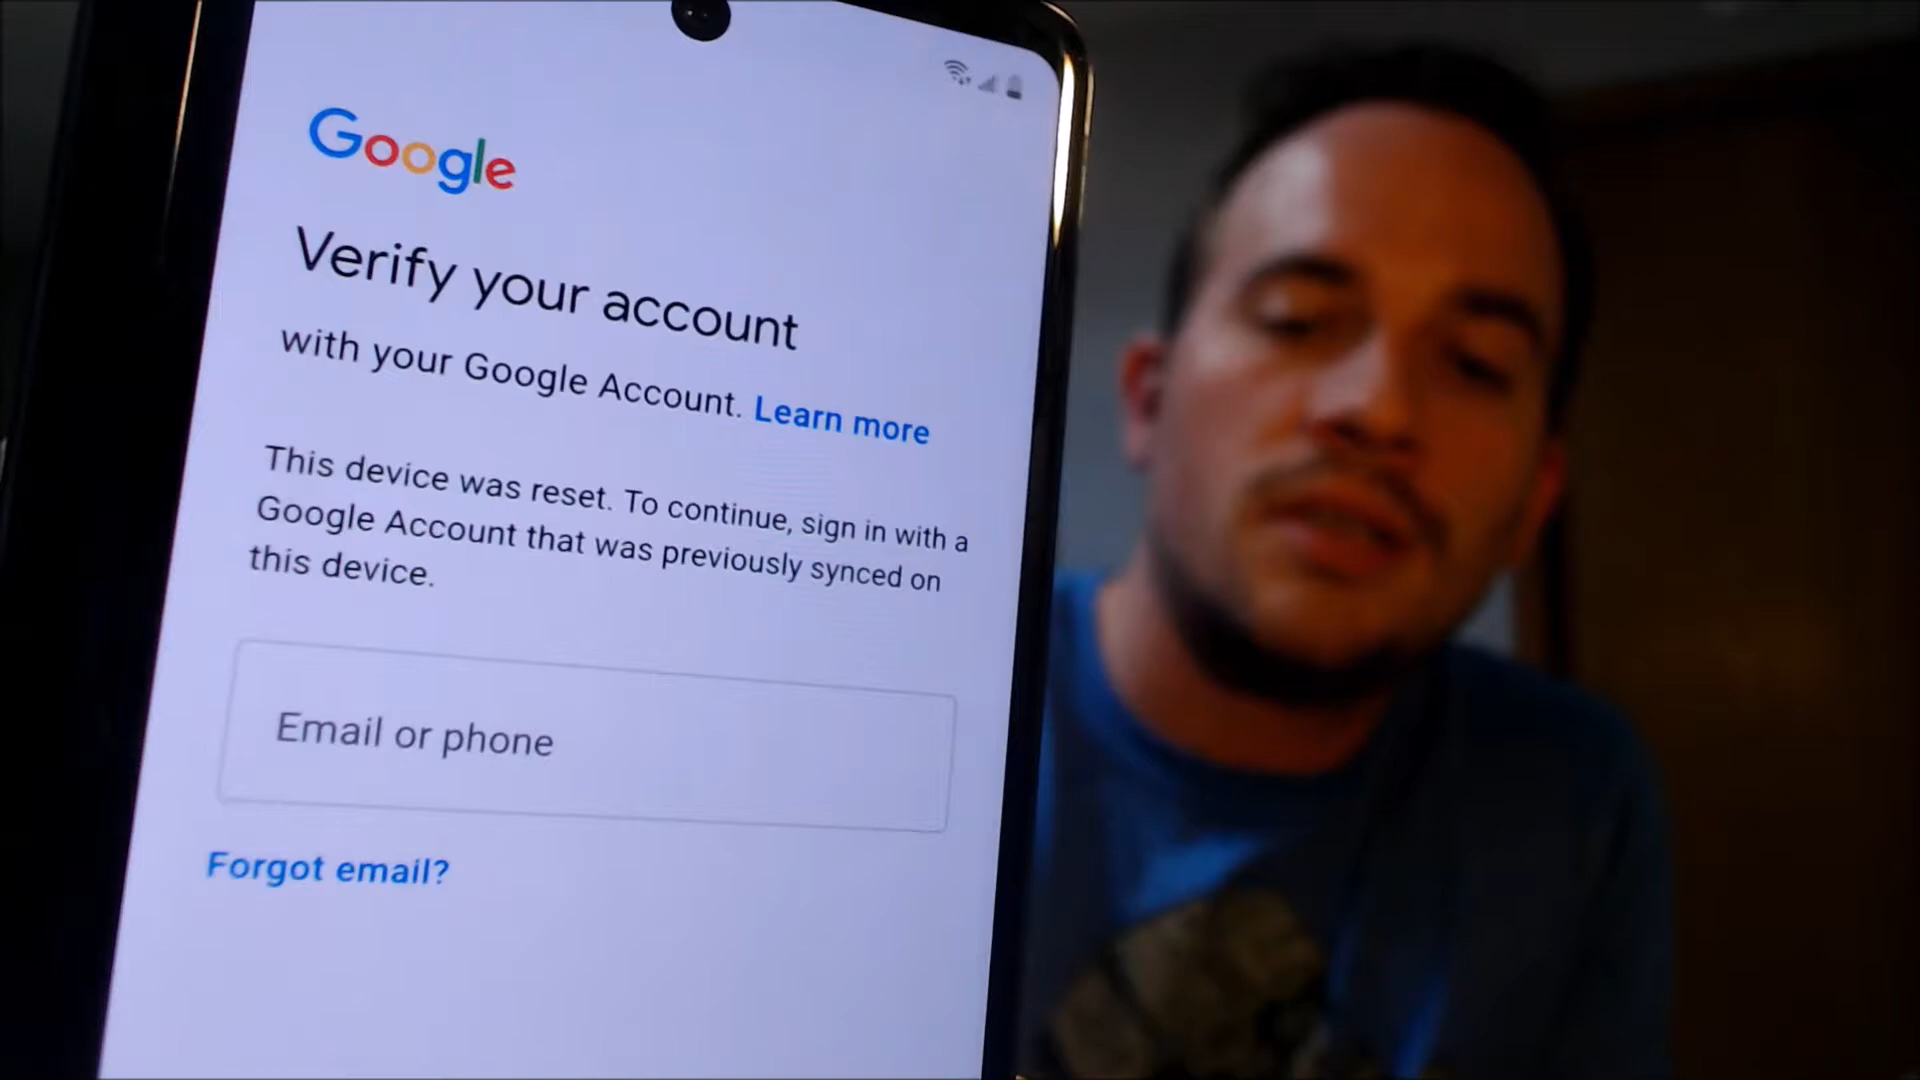 Google
Verify your account
with your Google Account. Learn more
This device was reset. To continue, sign in with a
Google Account that was previously synced on
this device.
Email or phone
Forgot email?